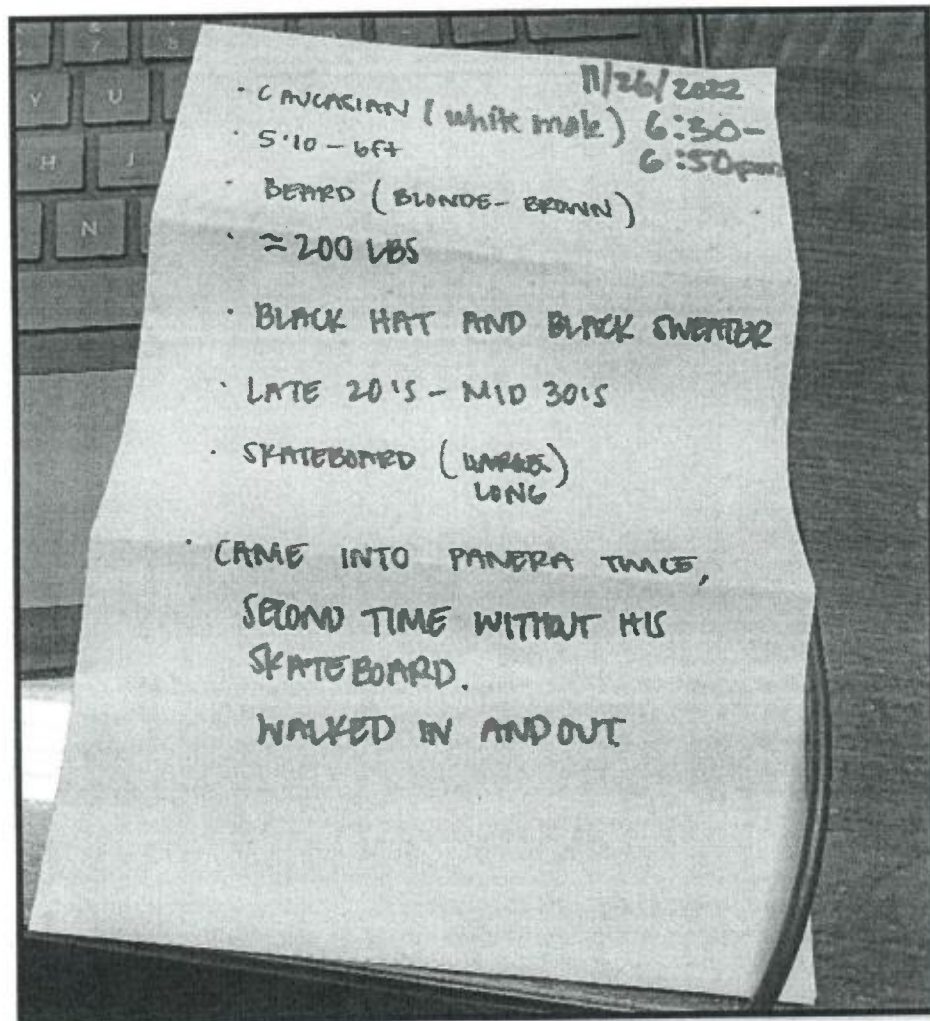 11/26/2022
· CAUCASIAN (white male) 6:30-
6:50pm
· 5'10 - 6ft
· BEARD (BLONDE- BROWN)
· ≈ 200 LBS
· BLACK HAT AND BLACK SWEATER
· LATE 20'S - MID 30'S
· SKATEBOARD (LARGE)
LONG
· CAME INTO PANERA TWICE,
SECOND TIME WITHOUT HIS
SKATEBOARD.
WALKED IN AND OUT
Y U
H J
N
7